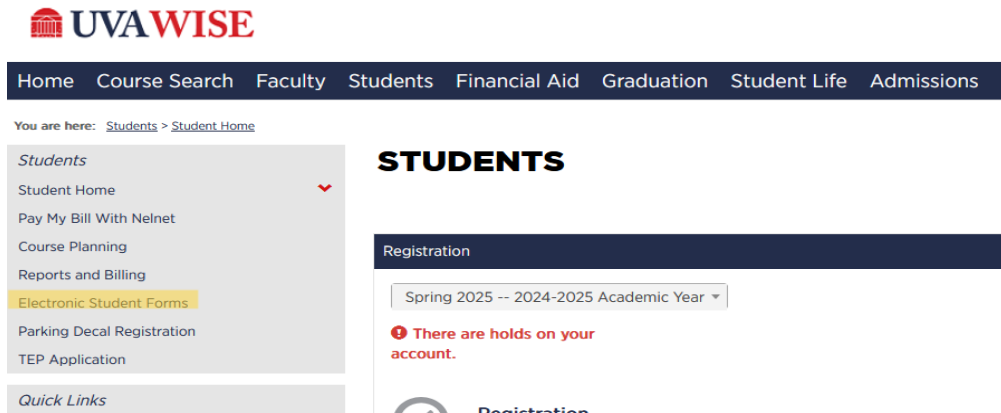 UVA WISE
Home Course Search Faculty Students Financial Aid Graduation Student Life Admissions
You are here: Students > Student Home
Students
Student Home
Pay My Bill With Nelnet
Course Planning
Reports and Billing
Electronic Student Forms
Parking Decal Registration
TEP Application
Quick Links
STUDENTS
Registration
Spring 2025 -- 2024-2025 Academic Year
There are holds on your
account.
Registration